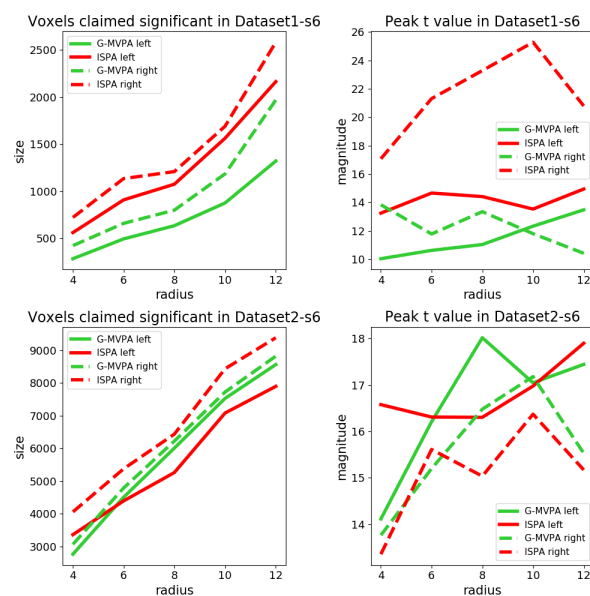 Voxels claimed significant in Dataset1-s6
2500
2000
1500
1000
500
size
G-MVPA left
ISPA left
G-MVPA right
ISPA right
4 6 8 10 12
radius
Peak t value in Dataset1-s6
26
24
22
20
18
16
14
12
10
magnitude
G-MVPA left
ISPA left
G-MVPA right
ISPA right
4 6 8 10 12
radius
Voxels claimed significant in Dataset2-s6
9000
8000
7000
6000
5000
4000
3000
size
G-MVPA left
ISPA left
G-MVPA right
ISPA right
4 6 8 10 12
radius
Peak t value in Dataset2-s6
18
17
16
15
14
magnitude
G-MVPA left
ISPA left
G-MVPA right
ISPA right
4 6 8 10 12
radius